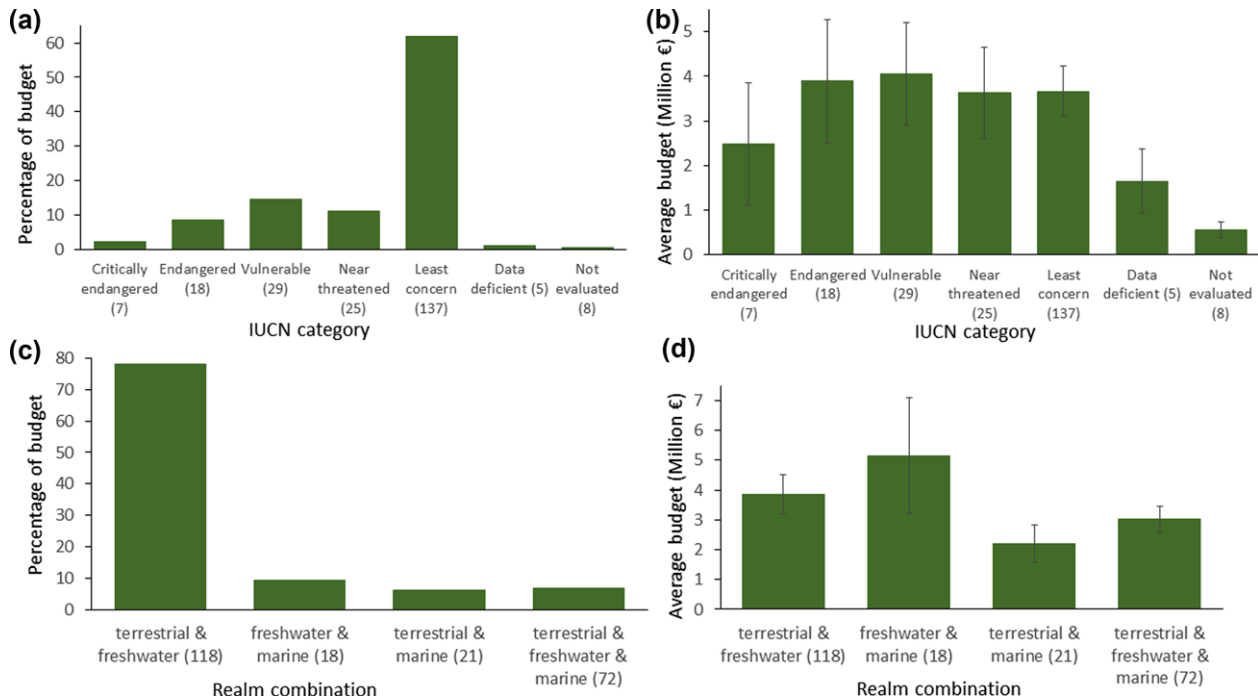 (a)
Percentage of budget
60
50
40
30
20
10
0
Critically endangered (7)
Endangered (18)
Vulnerable (29)
Near threatened (25)
Least concern (137)
Data deficient (5)
Not evaluated (8)
IUCN category
(b)
Average budget (Million €)
5
4
3
2
1
0
Critically endangered (7)
Endangered (18)
Vulnerable (29)
Near threatened (25)
Least concern (137)
Data deficient (5)
Not evaluated (8)
IUCN category
(c)
Percentage of budget
80
70
60
50
40
30
20
10
0
terrestrial & freshwater (118)
freshwater & marine (18)
terrestrial & marine (21)
terrestrial & freshwater & marine (72)
Realm combination
(d)
Average budget (Million €)
7
6
5
4
3
2
1
0
terrestrial & freshwater (118)
freshwater & marine (18)
terrestrial & marine (21)
terrestrial & freshwater & marine (72)
Realm combination